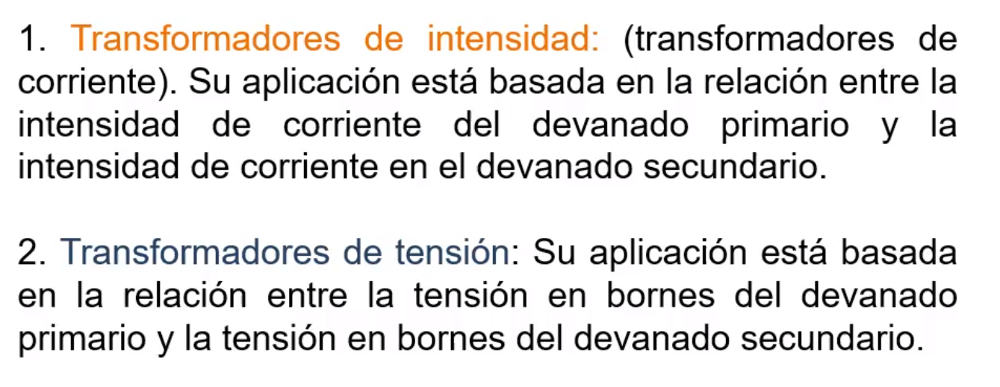 1. Transformadores de intensidad: (transformadores de
corriente). Su aplicación está basada en la relación entre la
intensidad de corriente del devanado primario y la
intensidad de corriente en el devanado secundario.
2. Transformadores de tensión: Su aplicación está basada
en la relación entre la tensión en bornes del devanado
primario y la tensión en bornes del devanado secundario.